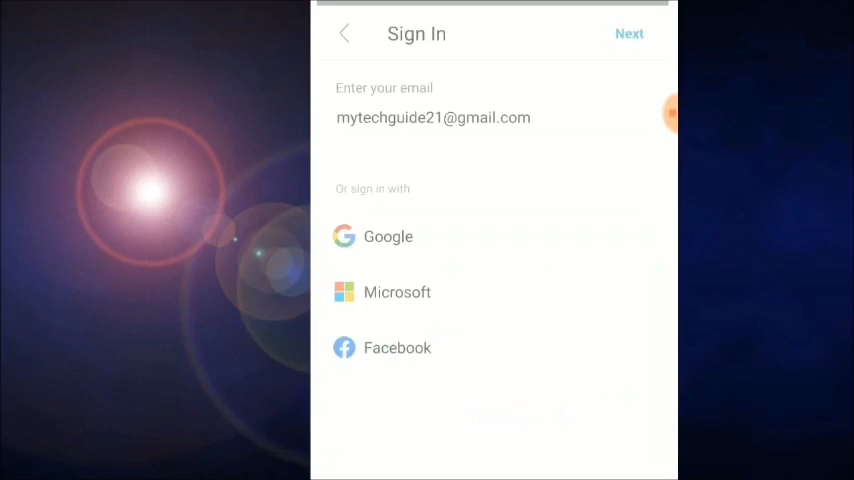 Sign In
Next
Enter your email
mytechguide21@gmail.com
Or sign in with
Google
Microsoft
Facebook